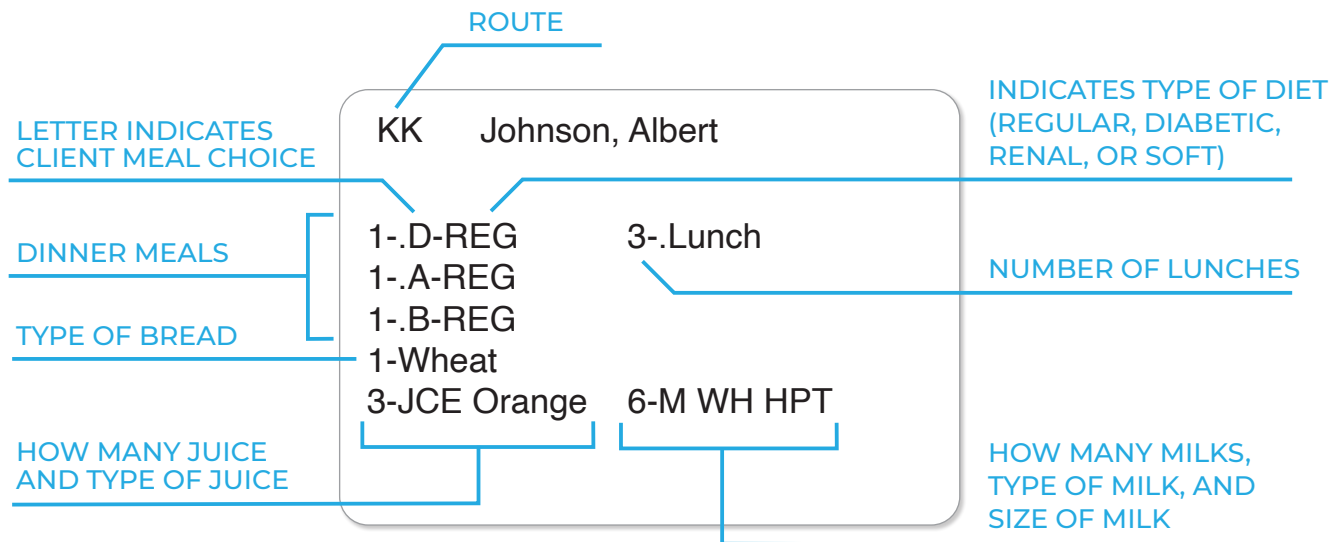 ROUTE
INDICATES TYPE OF DIET
(REGULAR, DIABETIC,
RENAL, OR SOFT)
LETTER INDICATES
CLIENT MEAL CHOICE
KK Johnson, Albert
1-.D-REG 3-.Lunch
DINNER MEALS
NUMBER OF LUNCHES
1-.A-REG
1-.B-REG
TYPE OF BREAD
1-Wheat
3-JCE Orange 6-M WH HPT
HOW MANY JUICE
AND TYPE OF JUICE
HOW MANY MILKS,
TYPE OF MILK, AND
SIZE OF MILK